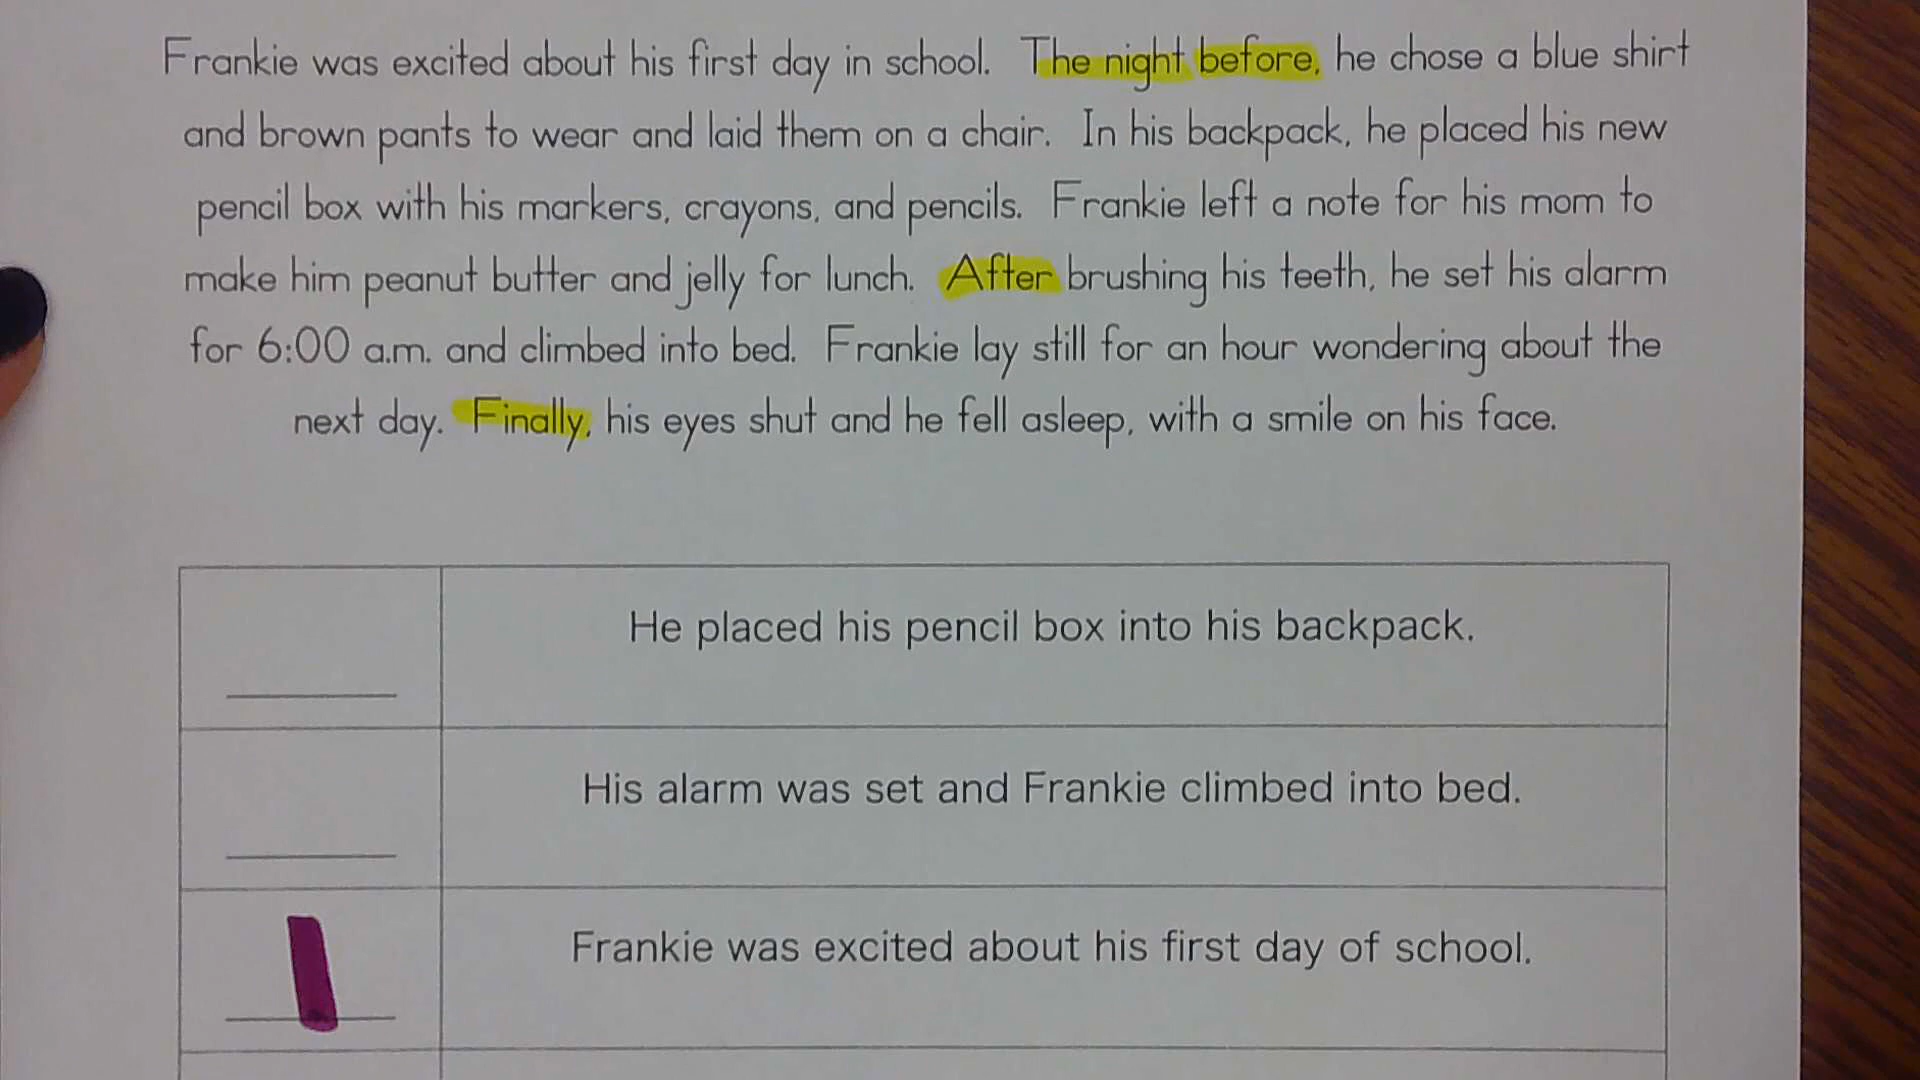 Frankie was excited about his first day in school. The night before, he chose a blue shirt
and brown pants to wear and laid them on a chair. In his backpack, he placed his new
pencil box with his markers, crayons, and pencils. Frankie left a note for his mom to
make him peanut butter and jelly for lunch. After brushing his teeth, he set his alarm
for 6:00 a.m. and climbed into bed. Frankie lay still for an hour wondering about the
next day. Finally, his eyes shut and he fell asleep, with a smile on his face.
He placed his pencil box into his backpack.
His alarm was set and Frankie climbed into bed.
1 Frankie was excited about his first day of school.